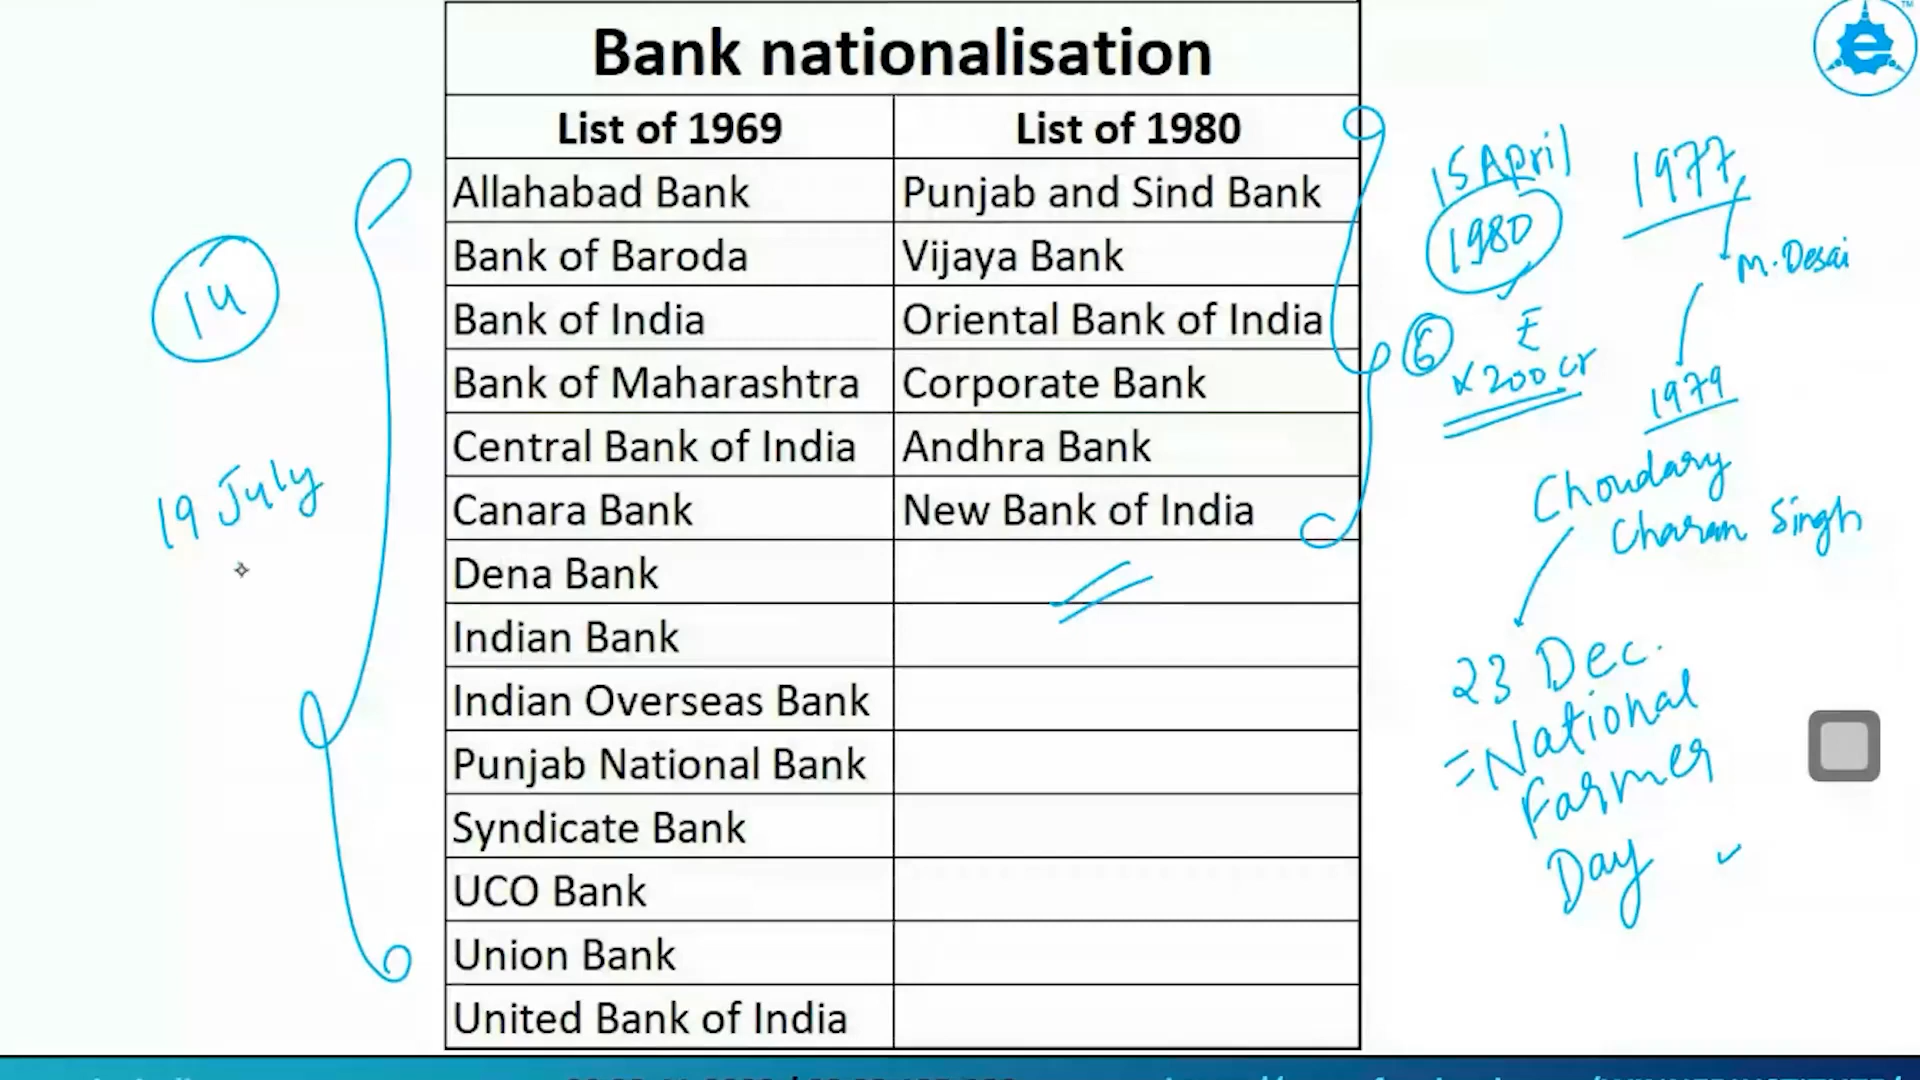 Bank nationalisation
List of 1969 List of 1980
Allahabad Bank Punjab and Sind Bank
Bank of Baroda Vijaya Bank
Bank of India Oriental Bank of India
Bank of Maharashtra Corporate Bank
Central Bank of India Andhra Bank
Canara Bank New Bank of India
Dena Bank
Indian Bank
Indian Overseas Bank
Punjab National Bank
Syndicate Bank
UCO Bank
Union Bank
United Bank of India
14
19 July
15 April
1980
6
200 cr
1977
M. Desai
1979
Choudary
Charan Singh
23 Dec.
= National
Farmer
Day
e
TM